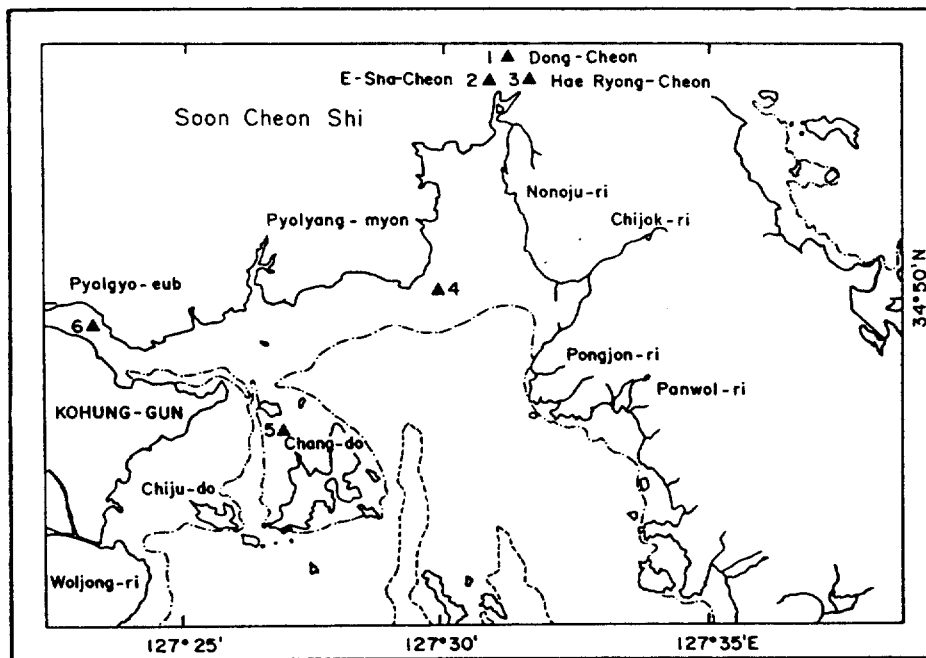 1 Dong-Cheon
E-Sha-Cheon 2 3 Hae Ryong-Cheon
Soon Cheon Shi
Nonoju-ri
Pyolyang-myon
Chijok-ri
Pyolgyo-eub
4
34°50'N
6
Pongjon-ri
Panwol-ri
KOHUNG-GUN
5
Chang-do
Chiju-do
Woljong-ri
127°25'
127°30'
127°35'E